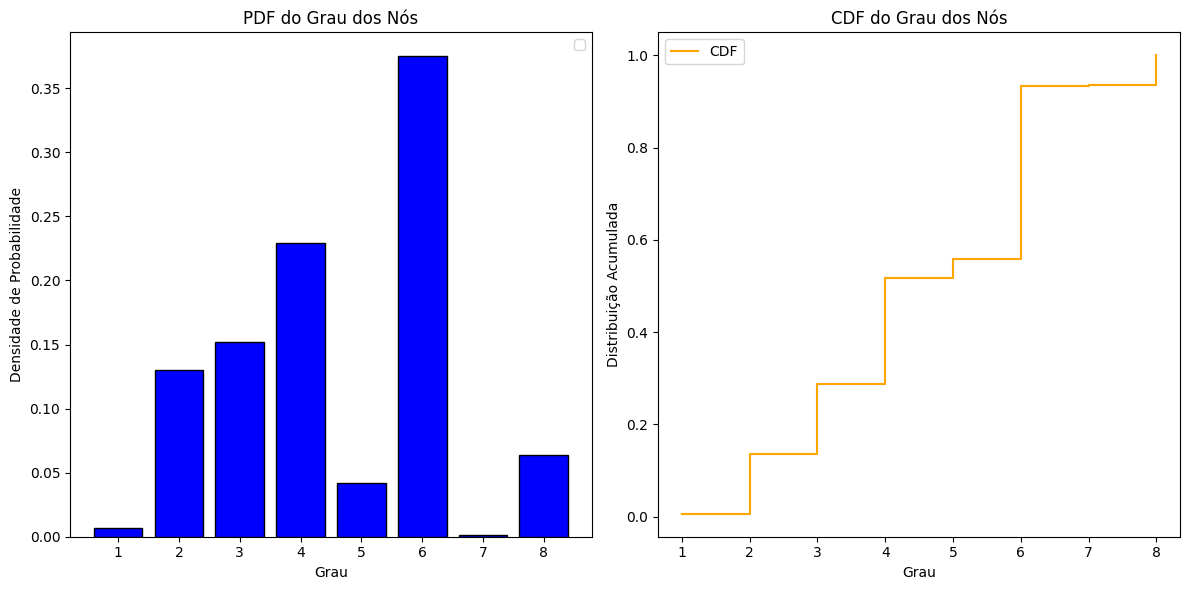 PDF do Grau dos Nós
Densidade de Probabilidade
0.35
0.30
0.25
0.20
0.15
0.10
0.05
0.00
1 2 3 4 5 6 7 8
Grau
CDF do Grau dos Nós
CDF
Distribuição Acumulada
1.0
0.8
0.6
0.4
0.2
0.0
1 2 3 4 5 6 7 8
Grau